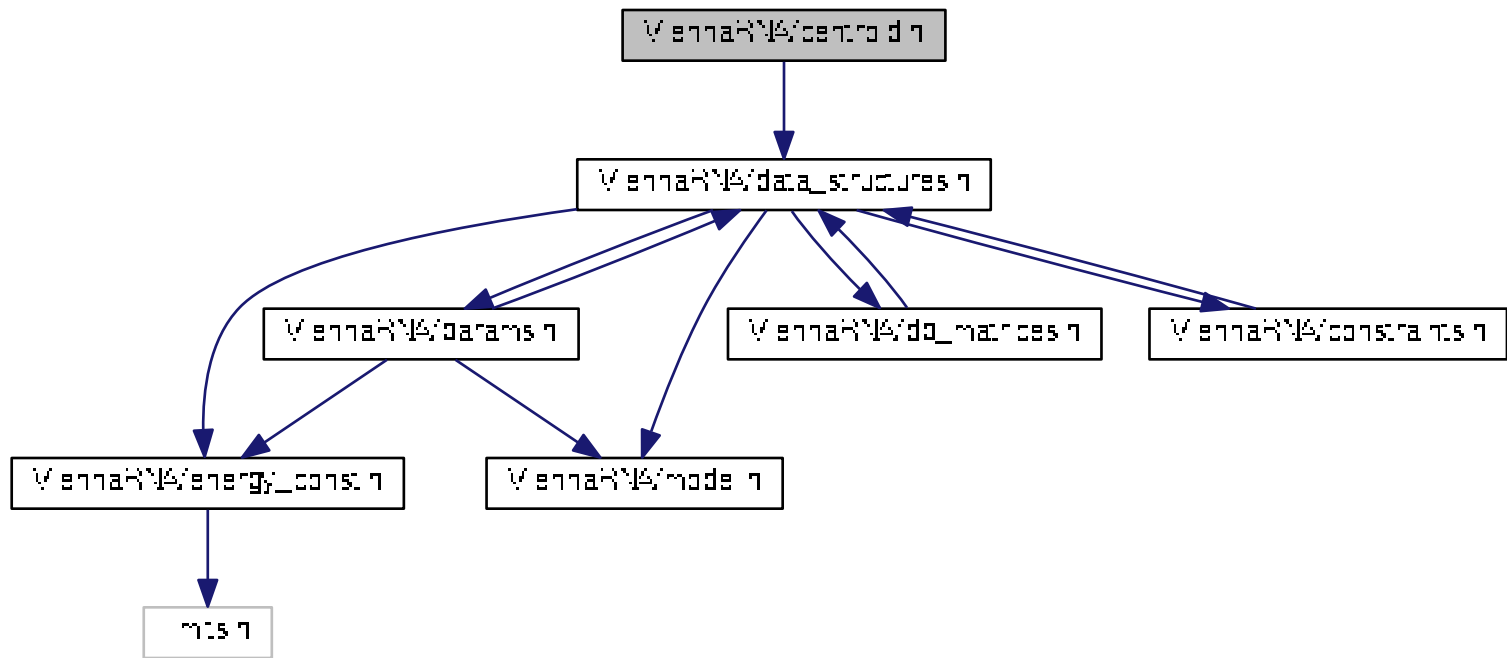 ViennaRNA/centroid.h
ViennaRNA/data_structures.h
ViennaRNA/params.h
ViennaRNA/dp_matrices.h
ViennaRNA/constraints.h
ViennaRNA/energy_const.h
ViennaRNA/model.h
limits.h